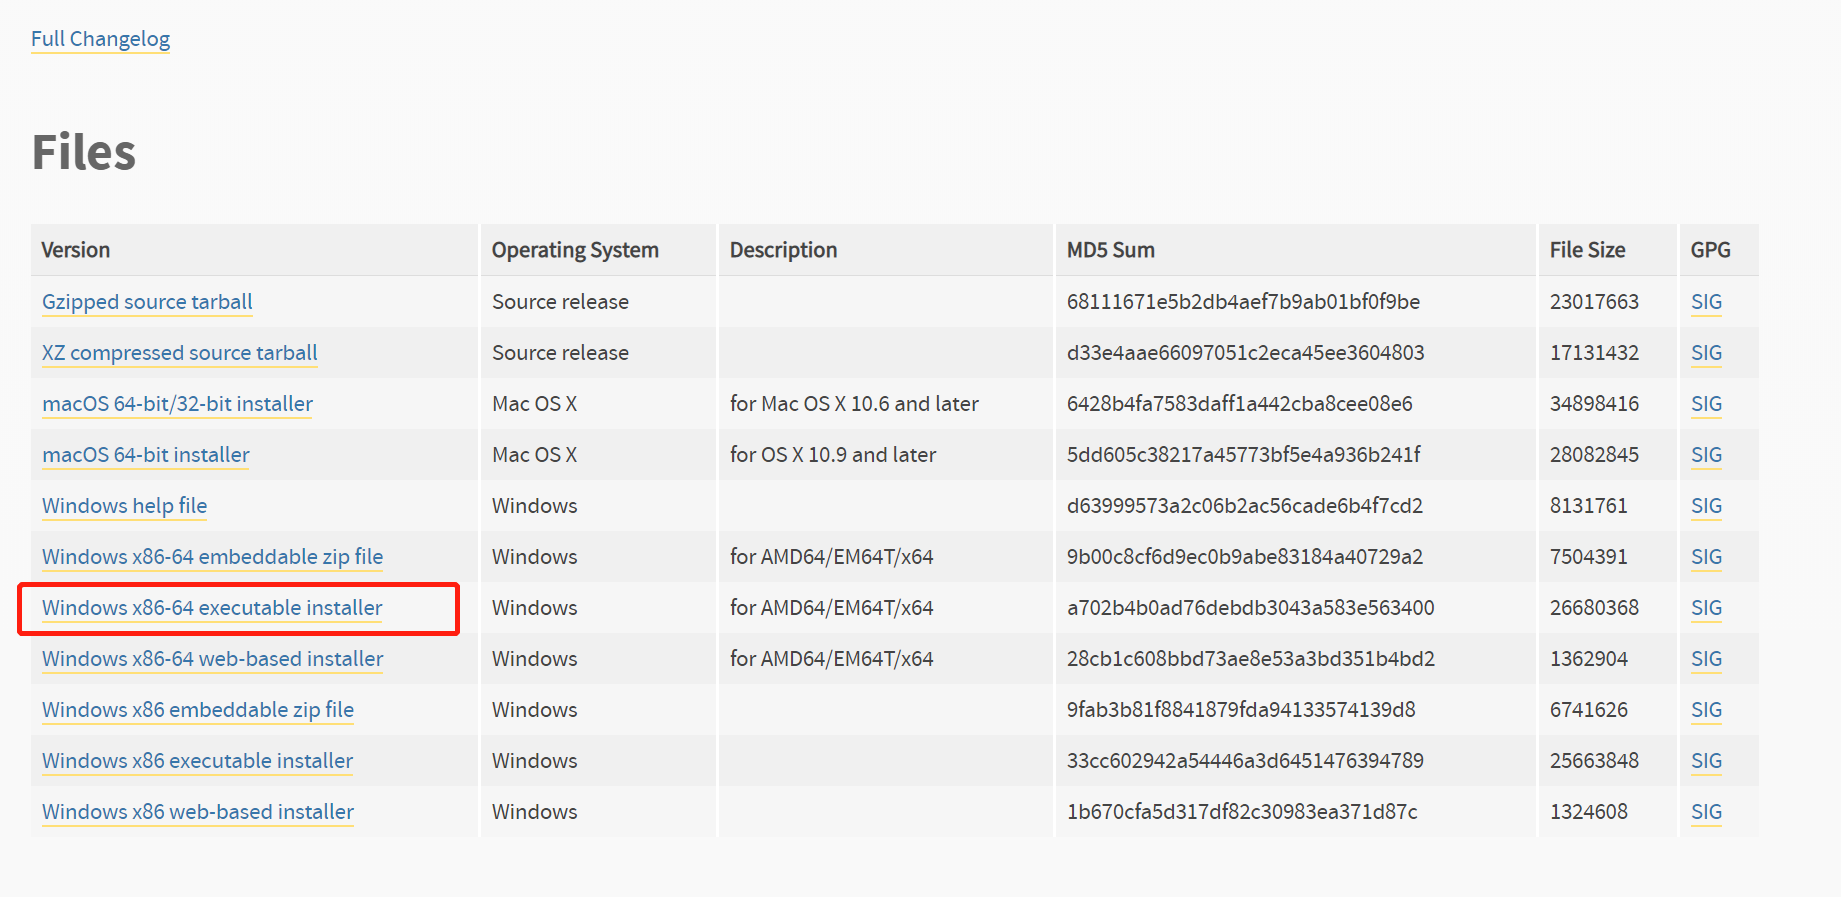 Full Changelog
Files
Version Operating System Description MD5 Sum File Size GPG
Gzipped source tarball Source release 68111671e5b2db4aef7b9ab01bf0f9be 23017663 SIG
XZ compressed source tarball Source release d33e4aae66097051c2eca45ee3604803 17131432 SIG
macOS 64-bit/32-bit installer Mac OS X for Mac OS X 10.6 and later 6428b4fa7583daff1a442cba8cee08e6 34898416 SIG
macOS 64-bit installer Mac OS X for OS X 10.9 and later 5dd605c38217a45773bf5e4a936b241f 28082845 SIG
Windows help file Windows d63999573a2c06b2ac56cade6b4f7cd2 8131761 SIG
Windows x86-64 embeddable zip file Windows for AMD64/EM64T/x64 9b00c8cf6d9ec0b9abe83184a40729a2 7504391 SIG
Windows x86-64 executable installer Windows for AMD64/EM64T/x64 a702b4b0ad76debdb3043a583e563400 26680368 SIG
Windows x86-64 web-based installer Windows for AMD64/EM64T/x64 28cb1c608bbd73ae8e53a3bd351b4bd2 1362904 SIG
Windows x86 embeddable zip file Windows 9fab3b81f8841879fda94133574139d8 6741626 SIG
Windows x86 executable installer Windows 33cc602942a54446a3d6451476394789 25663848 SIG
Windows x86 web-based installer Windows 1b670cfa5d317df82c30983ea371d87c 1324608 SIG